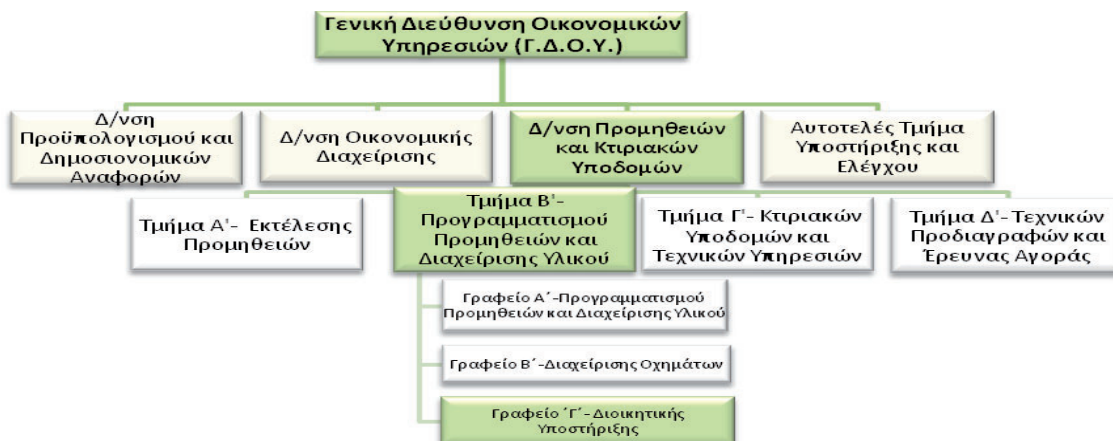 Γενική Διεύθυνση Οικονομικών
Υπηρεσιών (Γ.Δ.Ο.Υ.)
Δ/νση
Προϋπολογισμού και
Δημοσιονομικών
Αναφορών
Δ/νση Οικονομικής
Διαχείρισης
Δ/νση Προμηθειών
και Κτιριακών
Υποδομών
Αυτοτελές Τμήμα
Υποστήριξης και
Ελέγχου
Τμήμα Α'- Εκτέλεσης
Προμηθειών
Τμήμα Β'-
Προγραμματισμού
Προμηθειών και
Διαχείρισης Υλικού
Τμήμα Γ'- Κτιριακών
Υποδομών και
Τεχνικών Υπηρεσιών
Τμήμα Δ'- Τεχνικών
Προδιαγραφών και
Έρευνας Αγοράς
Γραφείο Α΄-Προγραμματισμού
Προμηθειών και Διαχείρισης Υλικού
Γραφείο Β΄-Διαχείρισης Οχημάτων
Γραφείο ΄Γ΄- Διοικητικής
Υποστήριξης